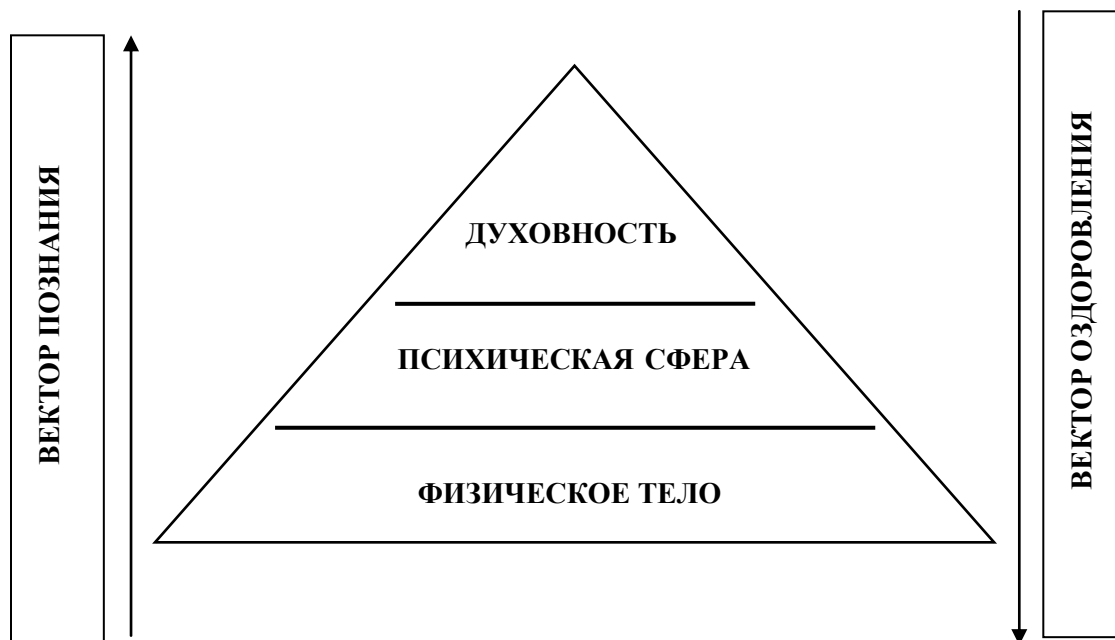 ВЕКТОР ПОЗНАНИЯ
ДУХОВНОСТЬ
ПСИХИЧЕСКАЯ СФЕРА
ФИЗИЧЕСКОЕ ТЕЛО
ВЕКТОР ОЗДОРОВЛЕНИЯ